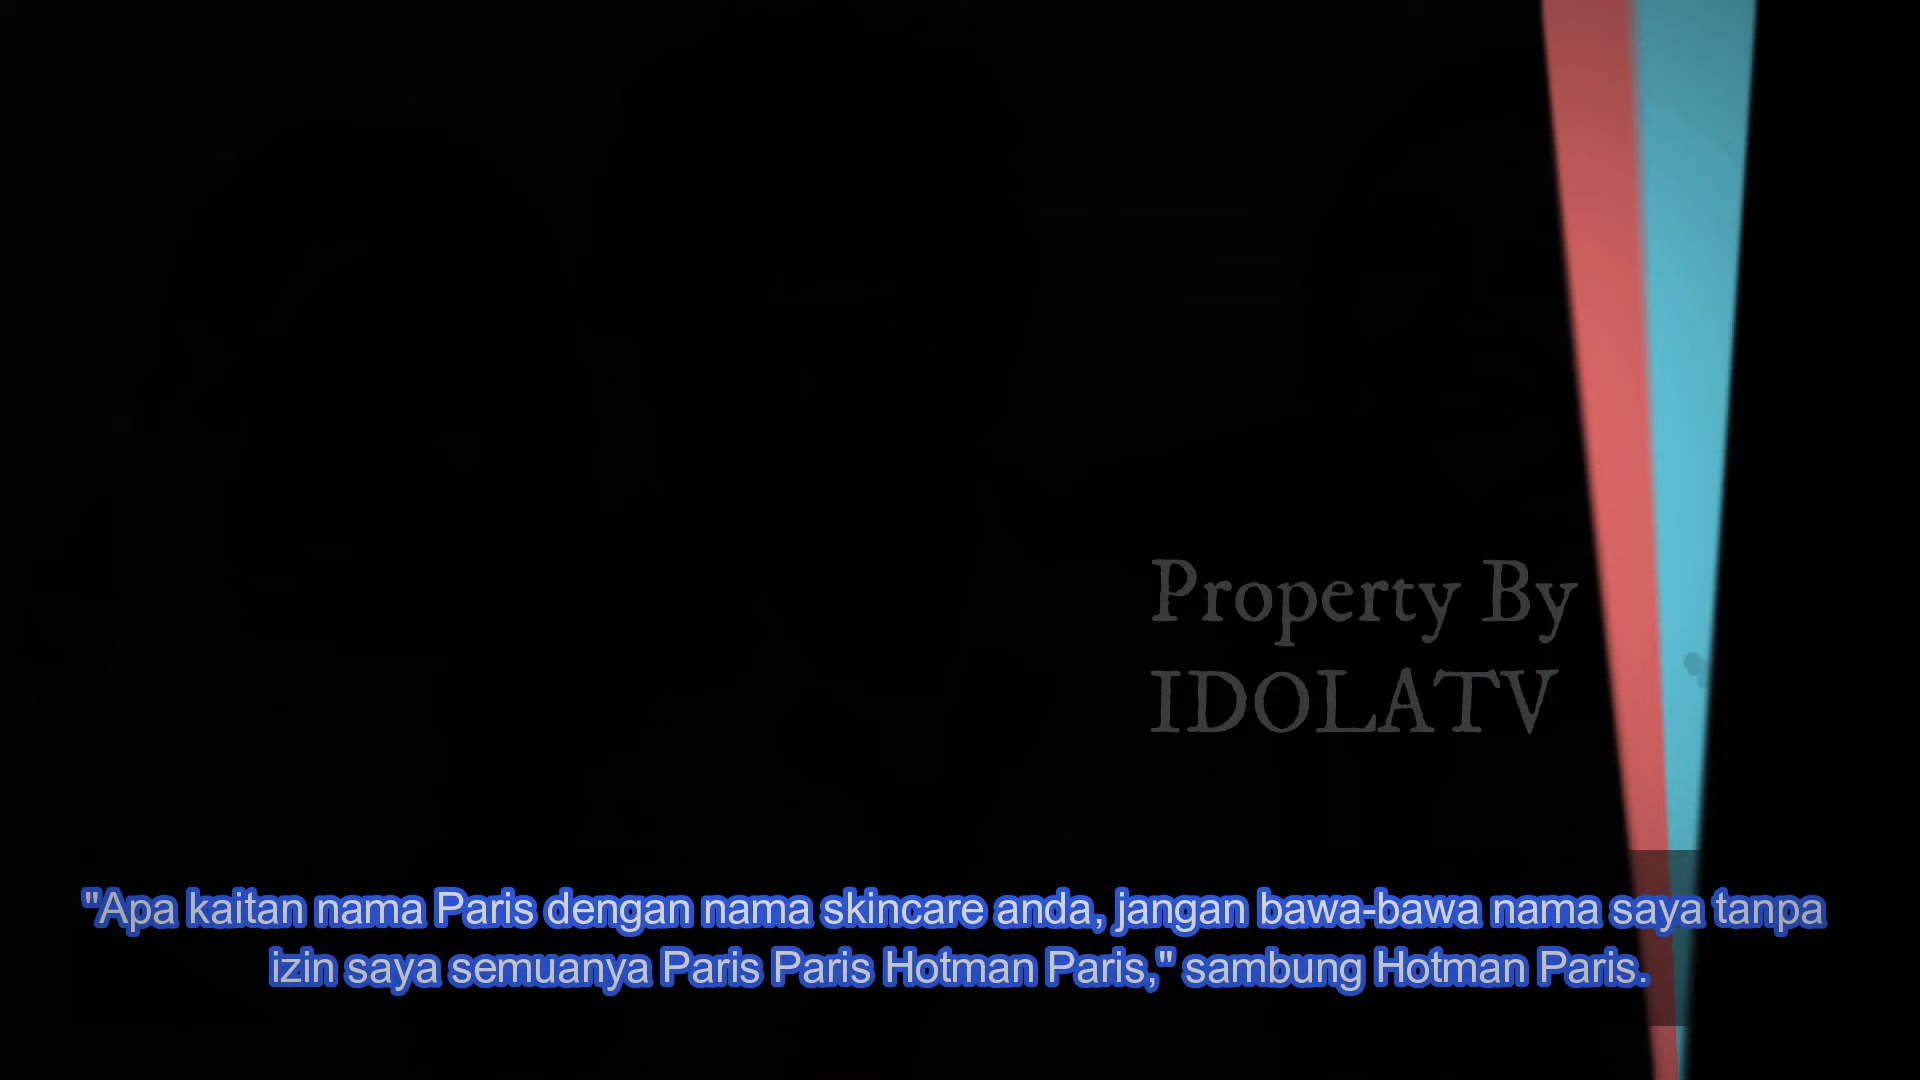 Property By
IDOLATV
"Apa kaitan nama Paris dengan nama skincare anda, jangan bawa-bawa nama saya tanpa
izin saya semuanya Paris Paris Hotman Paris," sambung Hotman Paris.